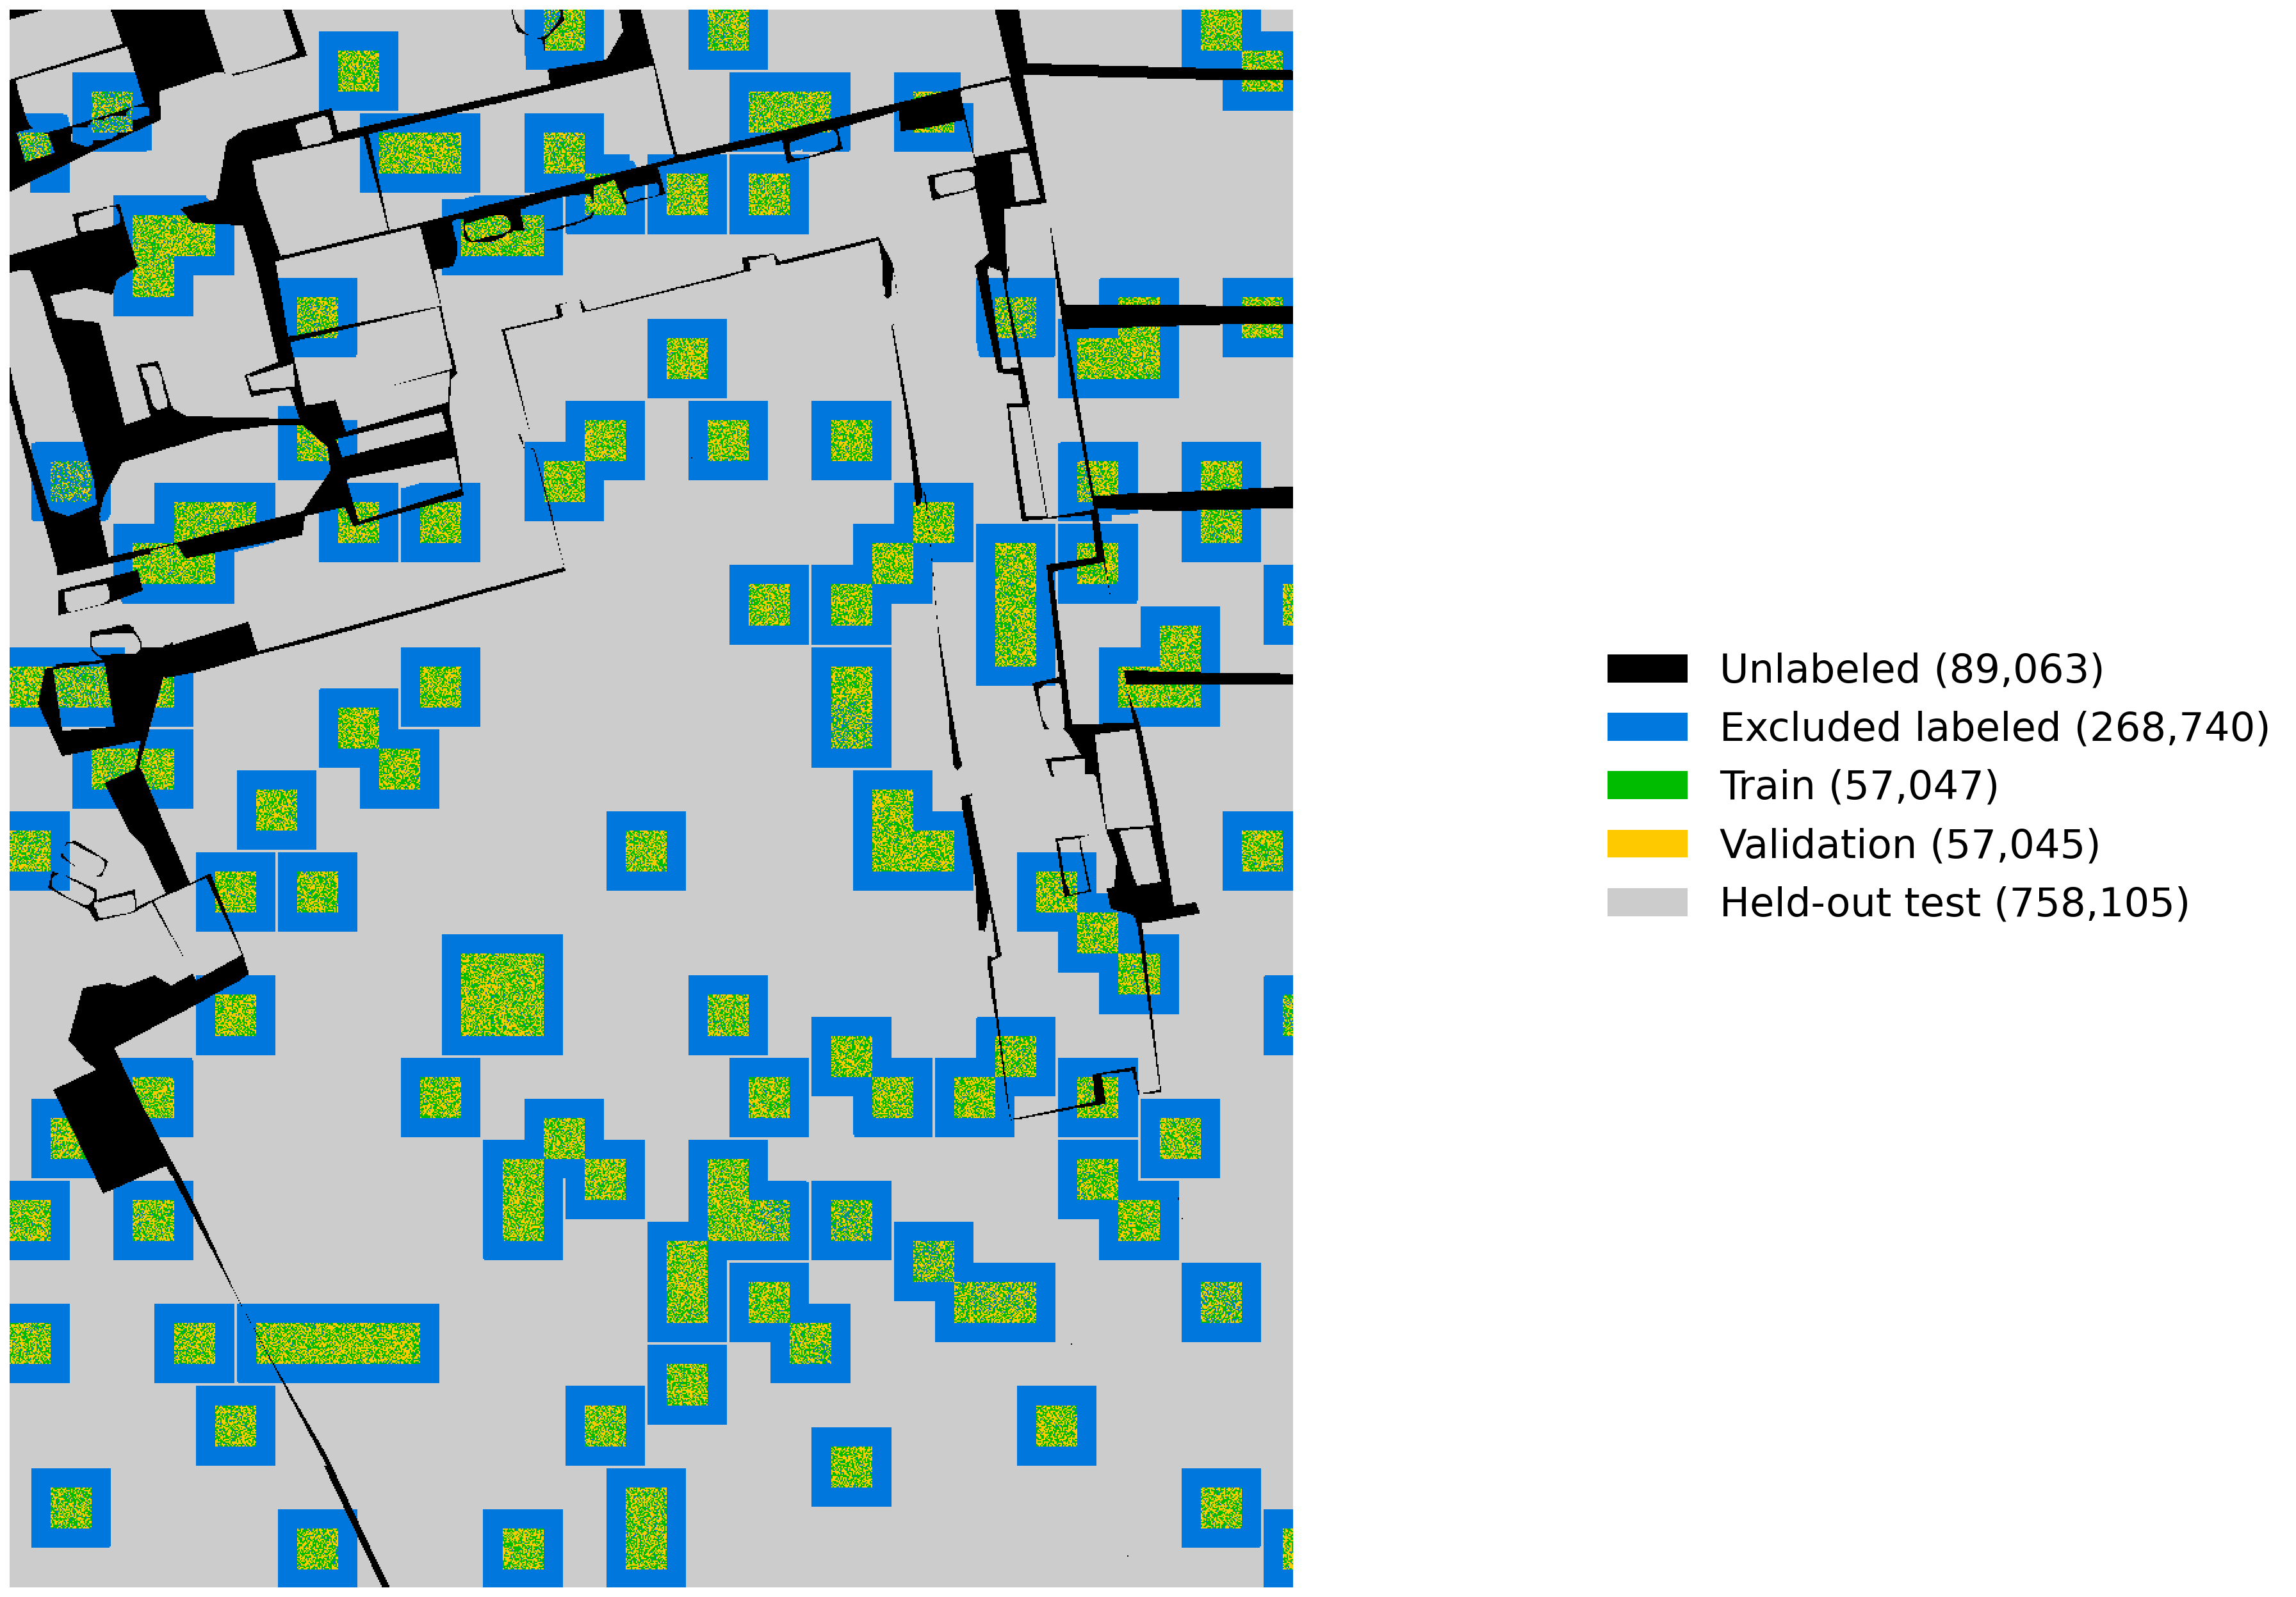 Unlabeled (89,063)
Excluded labeled (268,740)
Train (57,047)
Validation (57,045)
Held-out test (758,105)